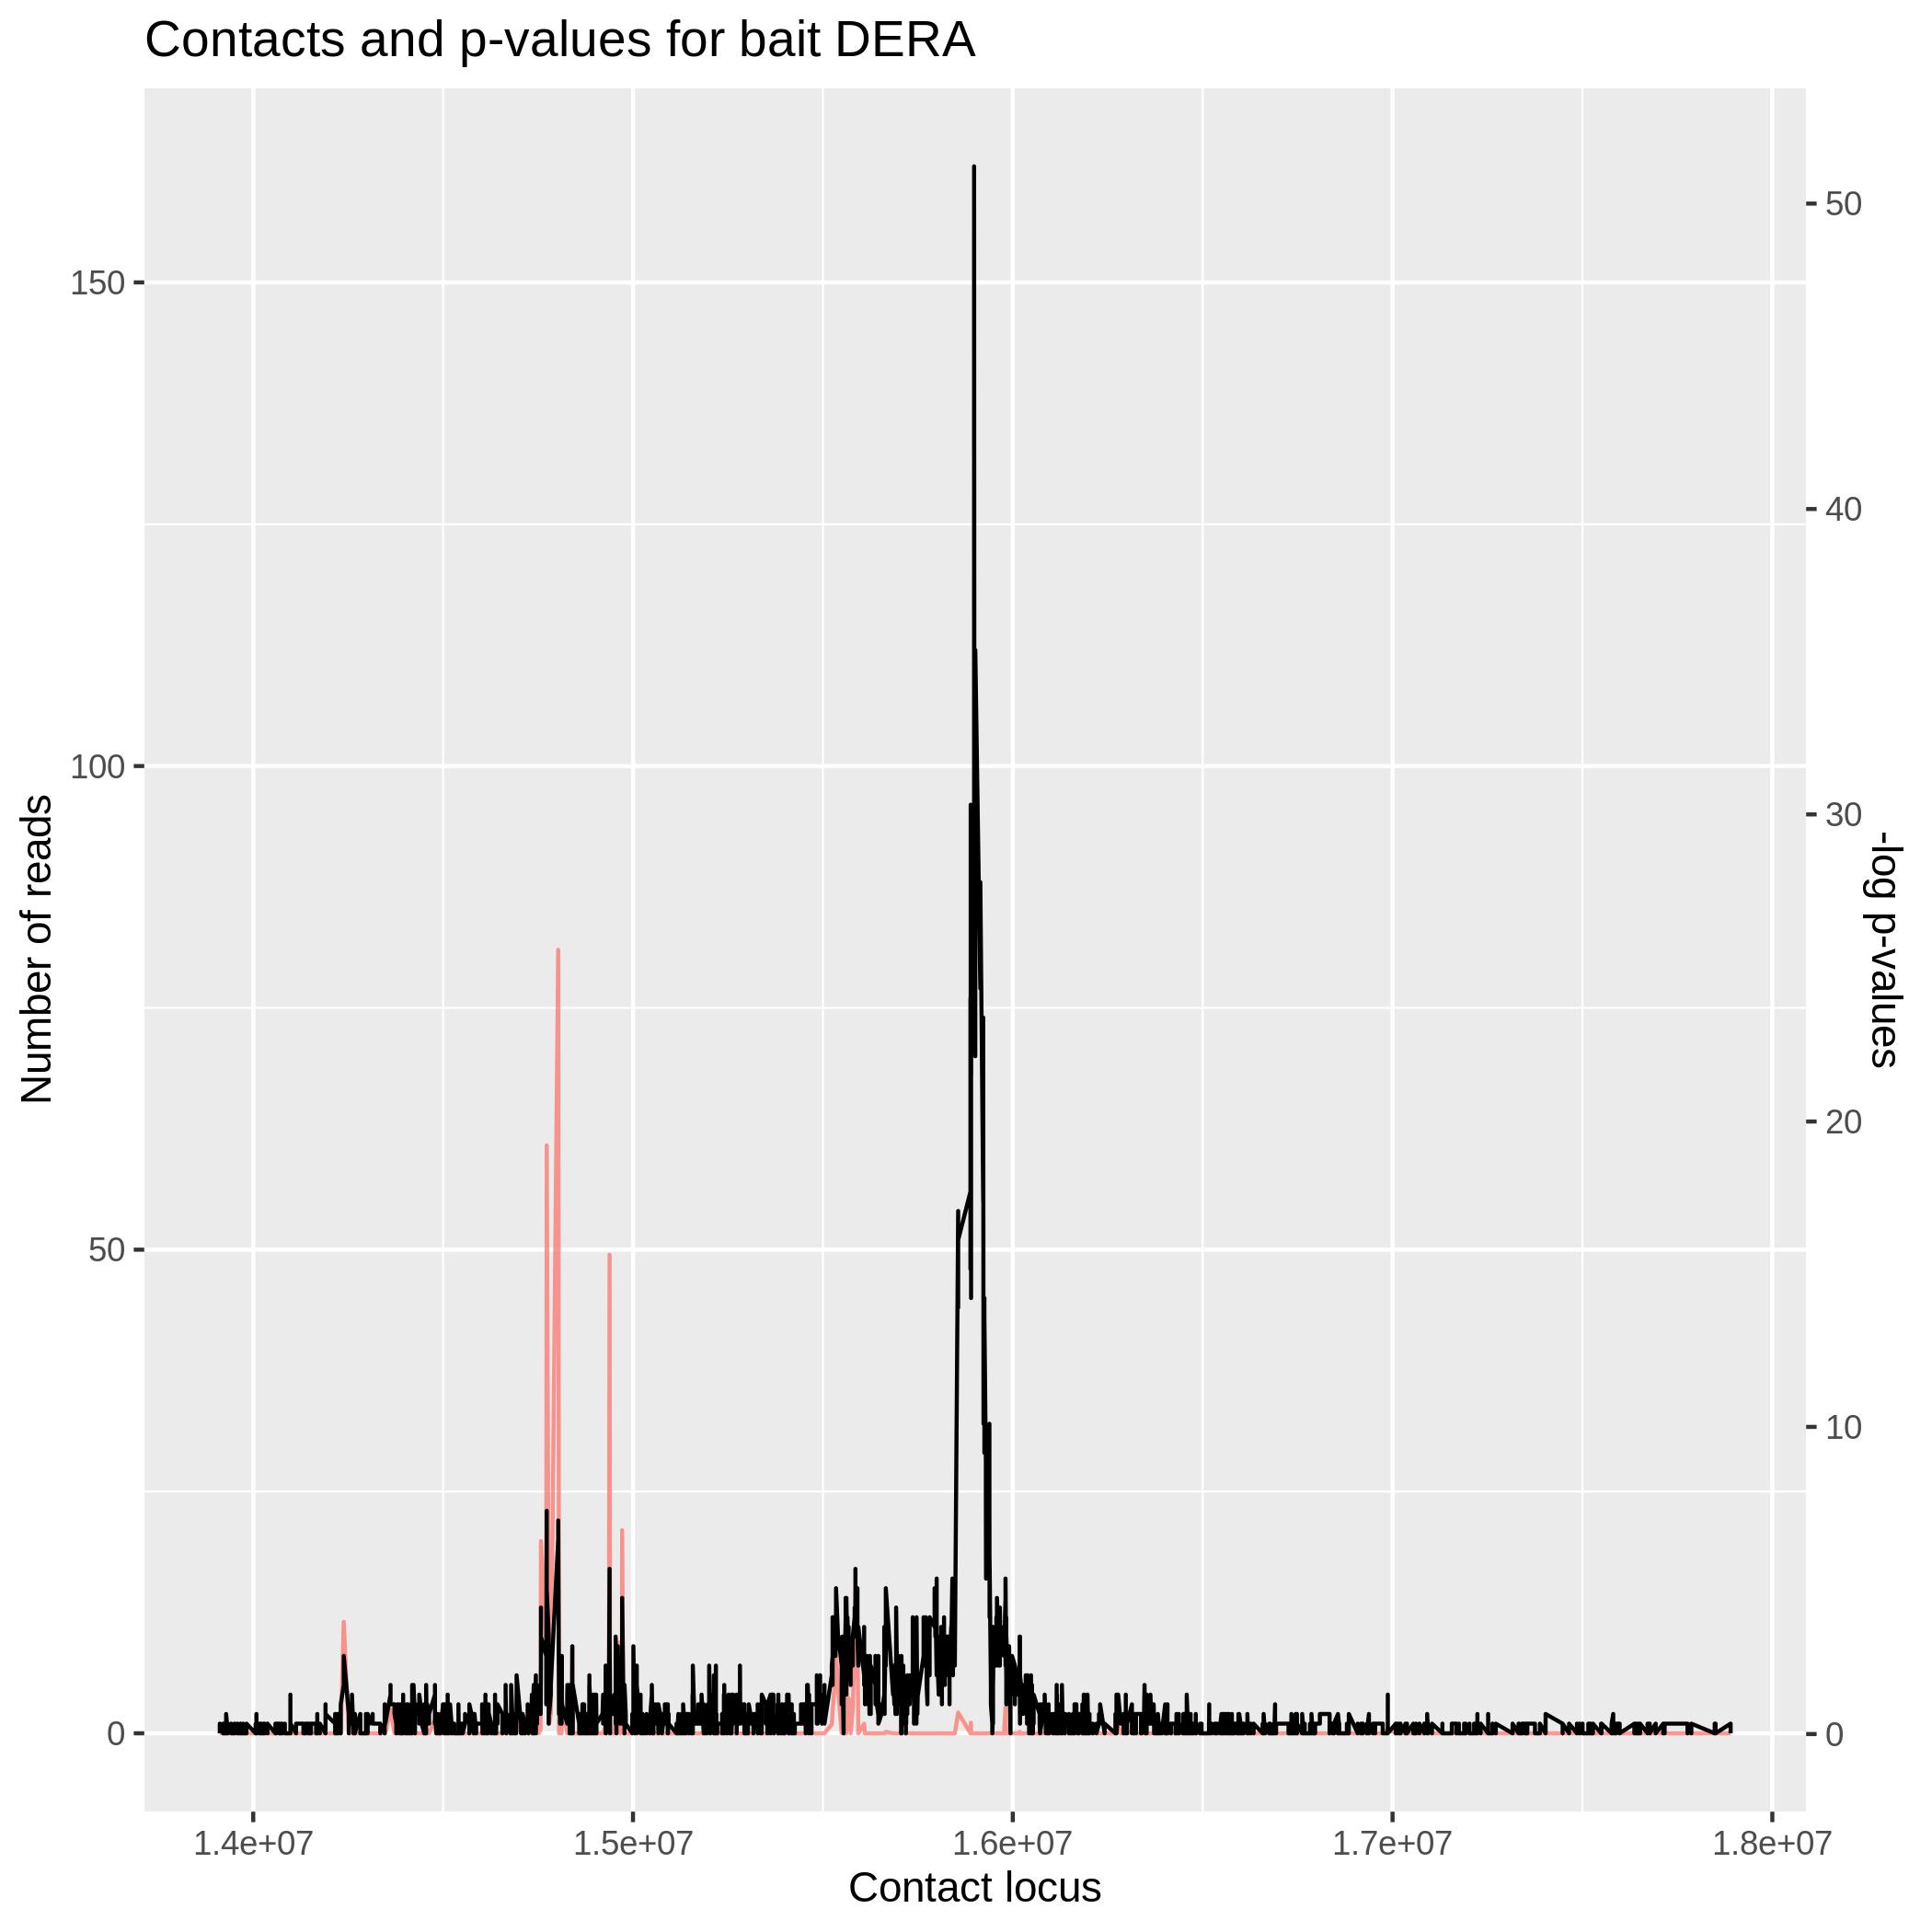 Contacts and p-values for bait DERA
150
100
50
0
Number of reads
50
40
30
20
10
0
-log p-values
1.4e+07 1.5e+07 1.6e+07 1.7e+07 1.8e+07
Contact locus